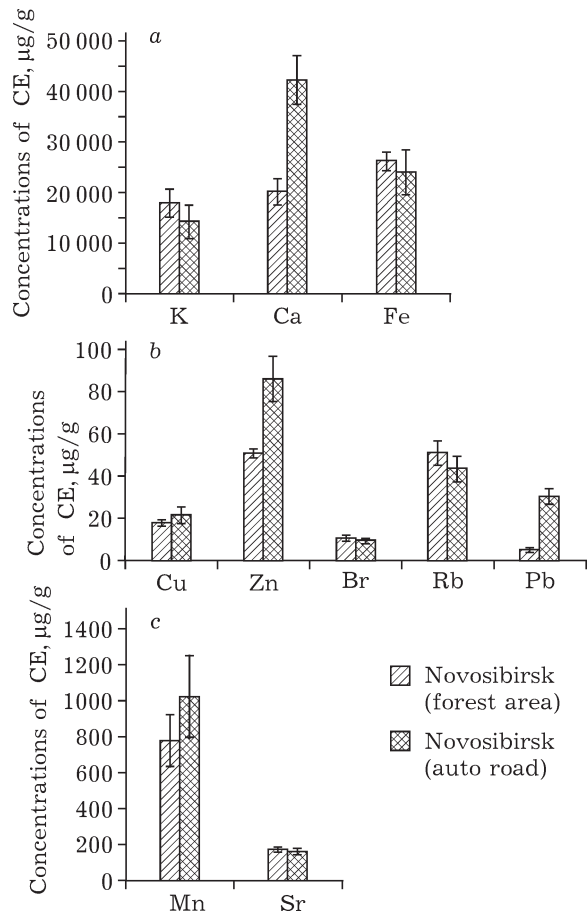 a
Concentrations of CE, µg/g
50 000
40 000
30 000
20 000
10 000
0
K Ca Fe
b
Concentrations
of CE, µg/g
100
80
60
40
20
0
Cu Zn Br Rb Pb
c
Concentrations of CE, µg/g
1400
1200
1000
800
600
400
200
0
Mn Sr
Novosibirsk
(forest area)
Novosibirsk
(auto road)